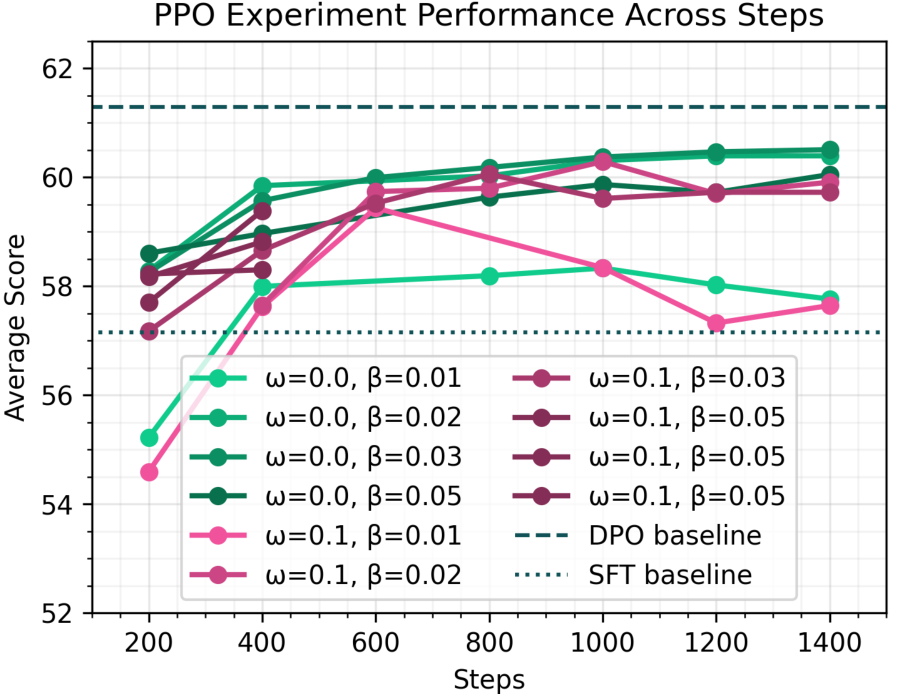 PPO Experiment Performance Across Steps
Average Score
62
60
58
56
54
52
ω=0.0, β=0.01
ω=0.0, β=0.02
ω=0.0, β=0.03
ω=0.0, β=0.05
ω=0.1, β=0.01
ω=0.1, β=0.02
ω=0.1, β=0.03
ω=0.1, β=0.05
ω=0.1, β=0.05
ω=0.1, β=0.05
DPO baseline
SFT baseline
200 400 600 800 1000 1200 1400
Steps